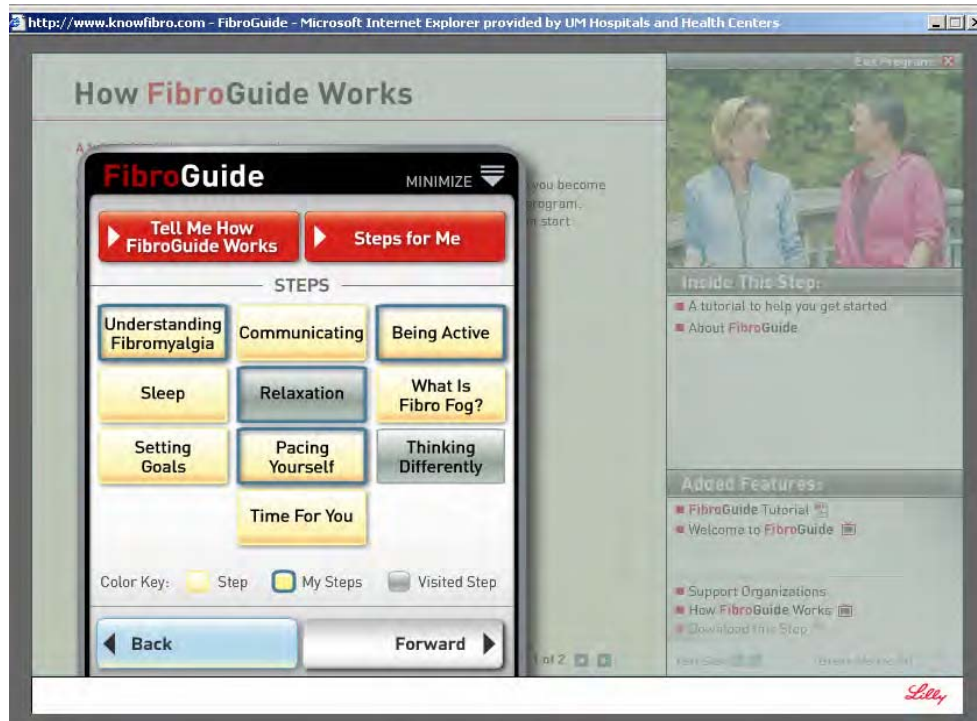 http://www.knowfibro.com - FibroGuide - Microsoft Internet Explorer provided by UM Hospitals and Health Centers
Exit Program
How FibroGuide Works
FibroGuide
MINIMIZE
you become
program.
start
Tell Me How
FibroGuide Works
Steps for Me
STEPS
Understanding
Fibromyalgia
Communicating
Being Active
Sleep
Relaxation
What Is
Fibro Fog?
Setting
Goals
Pacing
Yourself
Thinking
Differently
Time For You
Color Key:
Step
My Steps
Visited Step
Back
Forward
1 of 2
Inside This Step:
A tutorial to help you get started
About FibroGuide
Added Features:
FibroGuide Tutorial
Welcome to FibroGuide
Support Organizations
How FibroGuide Works
Download this Step
Lilly